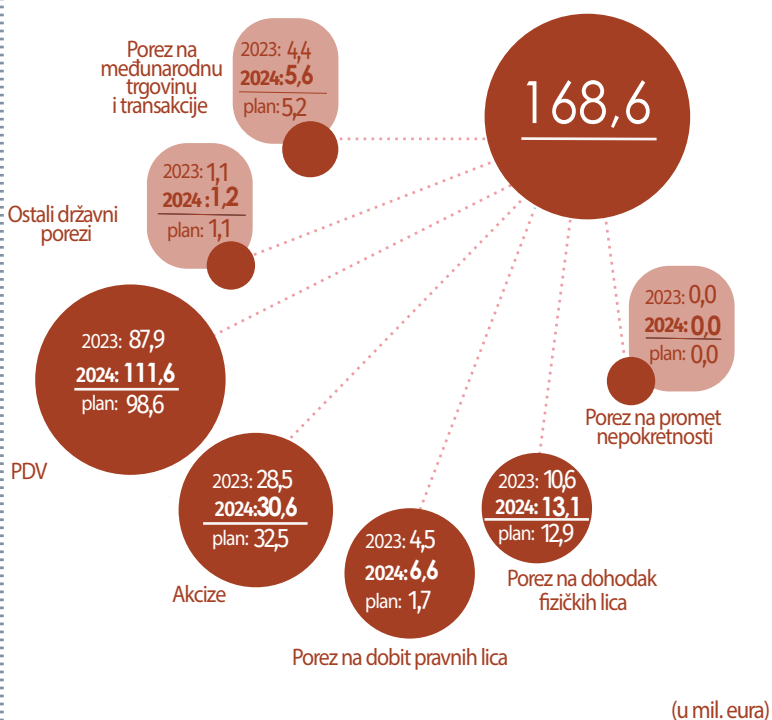 168,6
Porez na
međunarodnu
trgovinu
i transakcije
2023: 4,4
2024: 5,6
plan: 5,2
Ostali državni
porezi
2023: 1,1
2024: 1,2
plan: 1,1
2023: 87,9
2024: 111,6
plan: 98,6
PDV
2023: 28,5
2024: 30,6
plan: 32,5
Akcize
2023: 4,5
2024: 6,6
plan: 1,7
Porez na dobit pravnih lica
2023: 10,6
2024: 13,1
plan: 12,9
Porez na dohodak
fizičkih lica
2023: 0,0
2024: 0,0
plan: 0,0
Porez na promet
nepokretnosti
(u mil. eura)